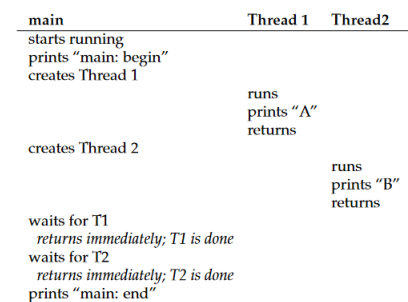 main Thread 1 Thread2
starts running
prints “main: begin”
creates Thread 1
runs
prints “A”
returns
creates Thread 2
runs
prints “B”
returns
waits for T1
returns immediately; T1 is done
waits for T2
returns immediately; T2 is done
prints “main: end”